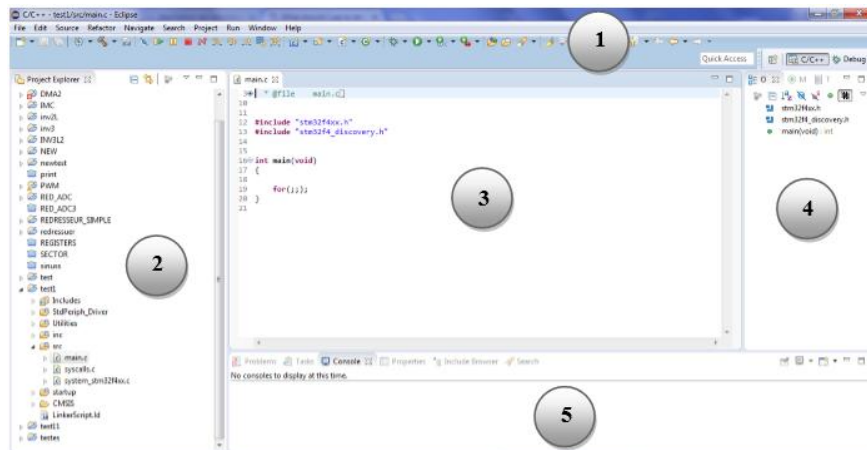 C/C++ - test1/src/main.c - Eclipse
File Edit Source Refactor Navigate Search Project Run Window Help
1
Quick Access
C/C++
Debug
Project Explorer
DMA2
IMC
inv2L
inv3
INV3L2
NEW
newtest
print
PWM
RED_ADC
RED_ADC3
REDRESSEUR_SIMPLE
redresseur
REGISTERS
SECTOR
sinuss
test
test1
Includes
StdPeriph_Driver
Utilities
inc
src
main.c
syscalls.c
system_stm32f4xx.c
startup
CMSIS
LinkerScript.ld
test11
testes
2
main.c
* @file main.c
10
11
12 #include "stm32f4xx.h"
13 #include "stm32f4_discovery.h"
14
15
16 int main(void)
17 {
18
19 for(;;);
20 }
21
3
O
M
stm32f4xx.h
stm32f4_discovery.h
main(void) : int
4
Problems Tasks Console Properties Include Browser Search
No consoles to display at this time.
5